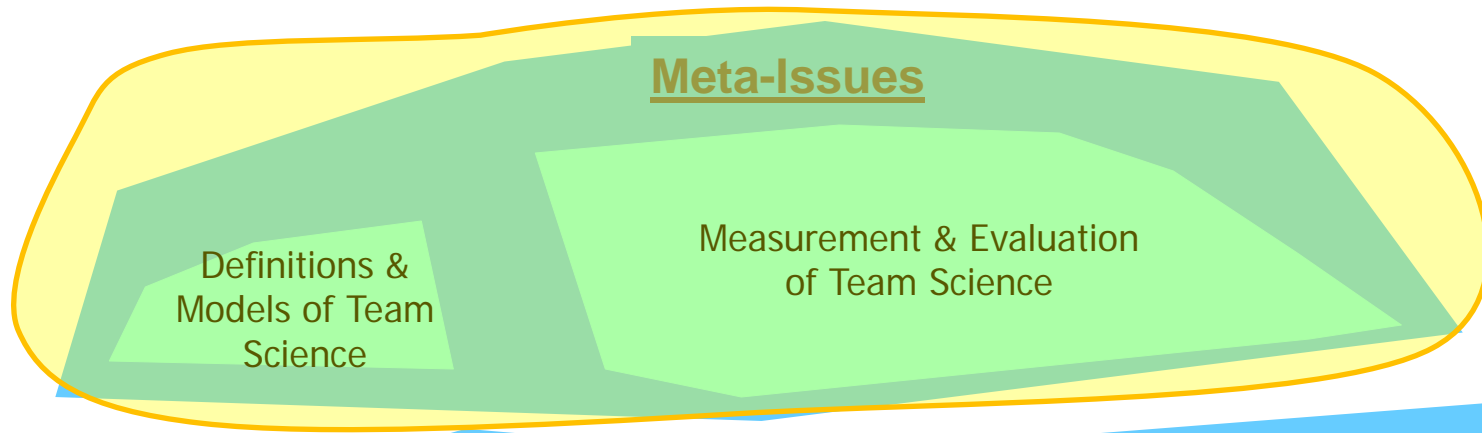 Meta-Issues
Definitions &
Models of Team
Science
Measurement & Evaluation
of Team Science